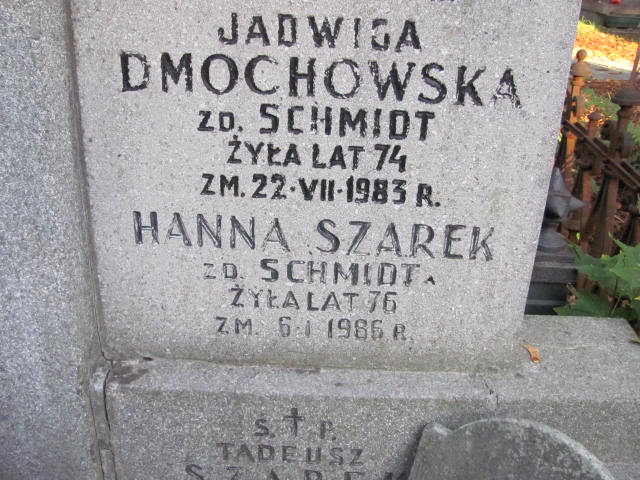 JADWIGA
DMOCHOWSKA
ZD. SCHMIDT
ŻYŁA LAT 74
ZM. 22·VII·1983 R.
HANNA SZAREK
ZD. SCHMIDT
ŻYŁA LAT 76
ZM. 6·I 1986 R.
Ś.✝P.
TADEUSZ
SZAREK